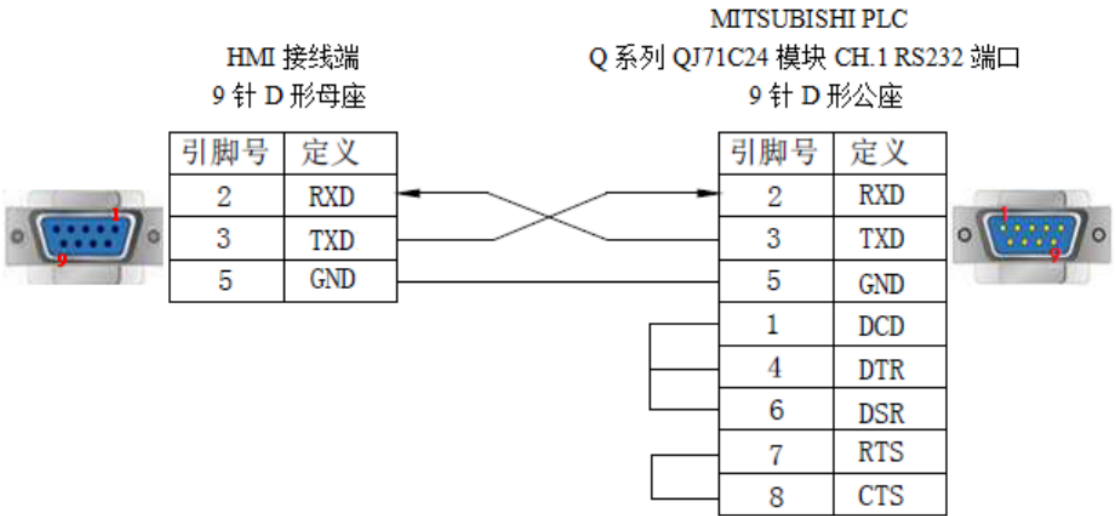 MITSUBISHI PLC
HMI 接线端
Q 系列 QJ71C24 模块 CH.1 RS232 端口
9 针 D 形母座
9 针 D 形公座
引脚号 定义
2 RXD
3 TXD
5 GND
1
9
引脚号 定义
2 RXD
3 TXD
5 GND
1 DCD
4 DTR
6 DSR
7 RTS
8 CTS
1
9